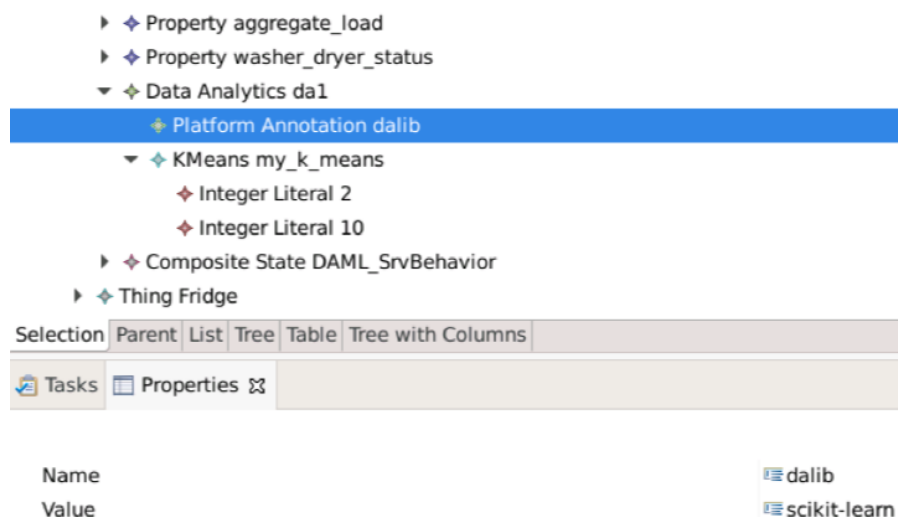 Property aggregate_load
Property washer_dryer_status
Data Analytics da1
Platform Annotation dalib
KMeans my_k_means
Integer Literal 2
Integer Literal 10
Composite State DAML_SrvBehavior
Thing Fridge
Selection Parent List Tree Table Tree with Columns
Tasks Properties
Name dalib
Value scikit-learn